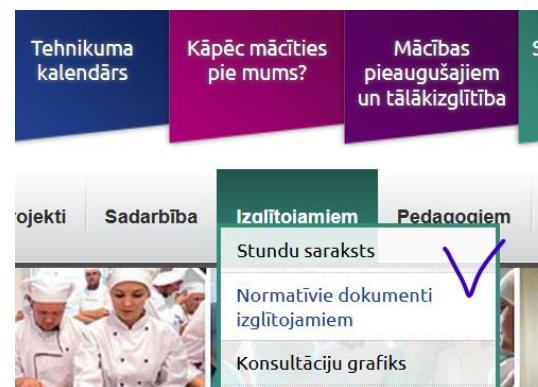 Tehnikuma
kalendārs
Kāpēc mācīties
pie mums?
Mācības
pieaugušajiem
un tālākizglītība
ojekti Sadarbība Izglītojamiem Pedagogiem
Stundu saraksts
Normatīvie dokumenti
izglītojamiem
Konsultāciju grafiks